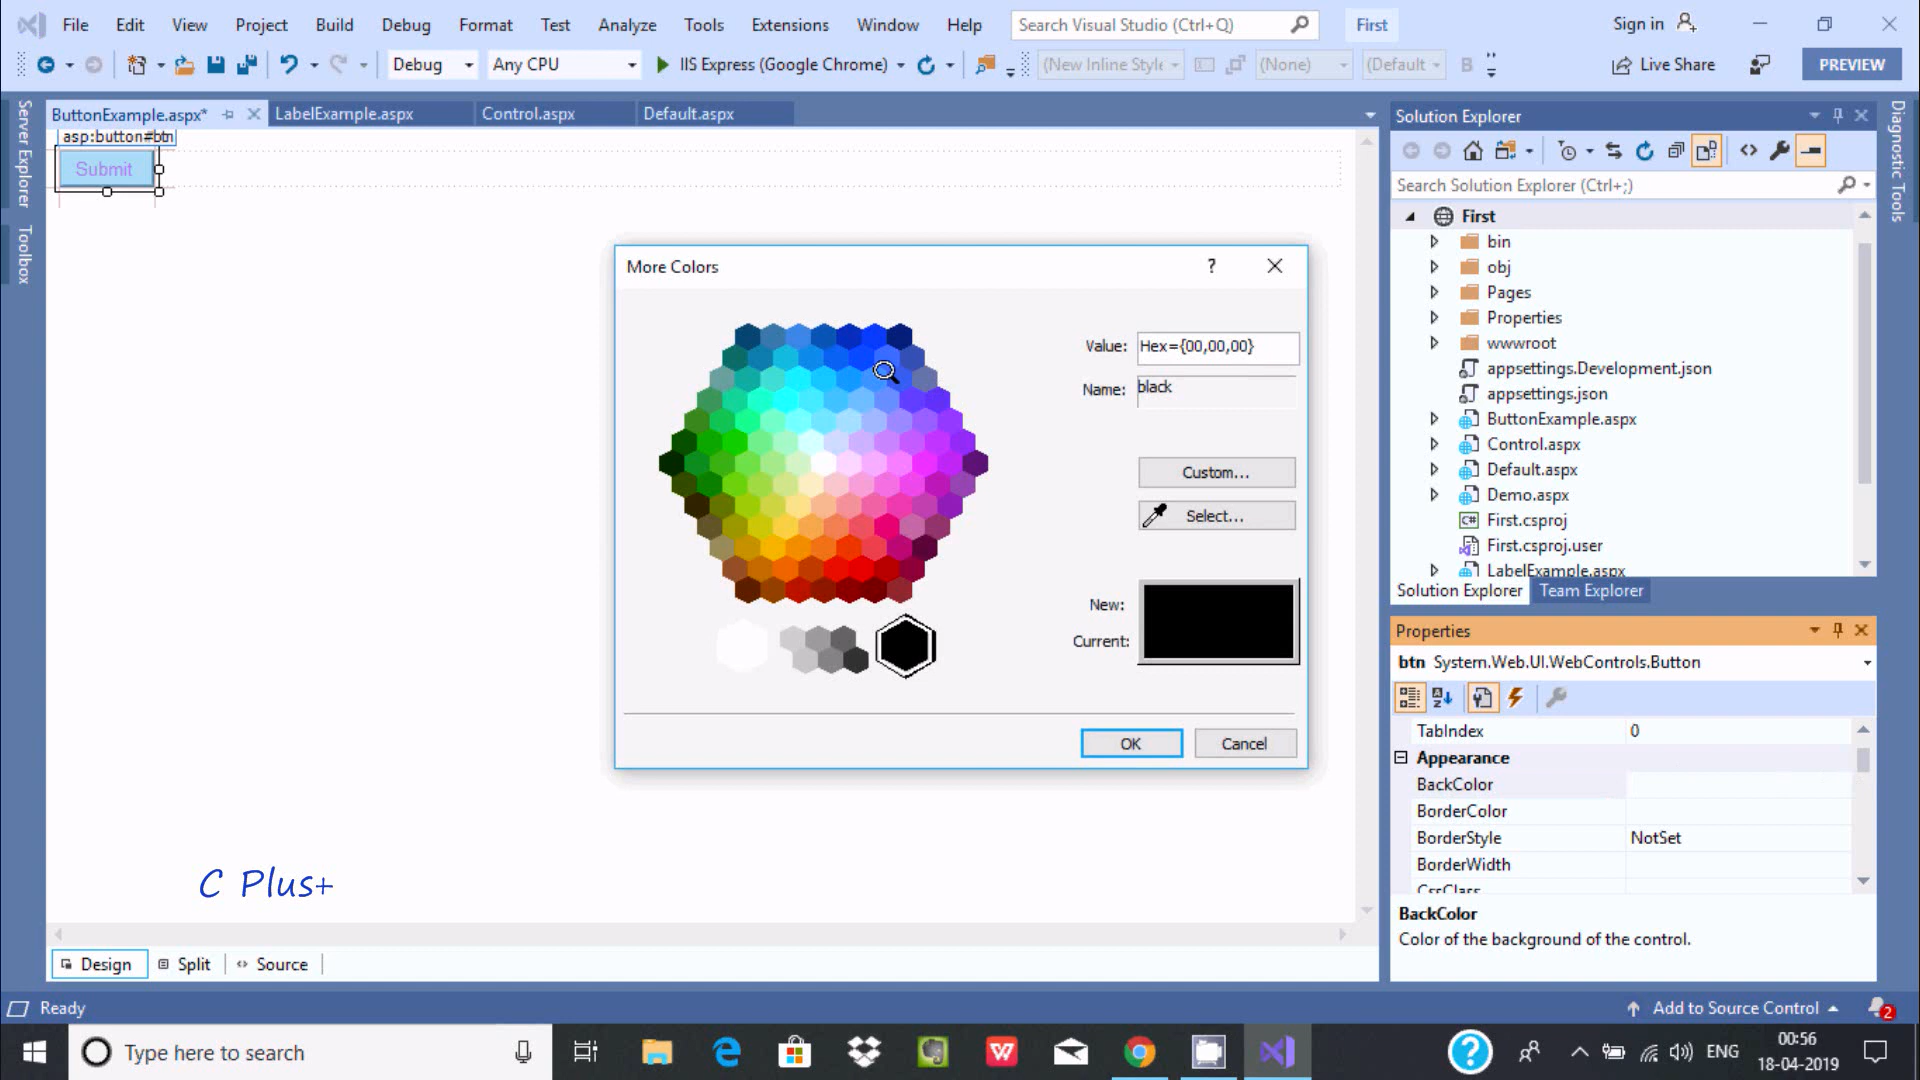 File Edit View Project Build Debug Format Test Analyze Tools Extensions Window Help Search Visual Studio (Ctrl+Q) First Sign in
Debug Any CPU IIS Express (Google Chrome) (New Inline Style (None) (Default B Live Share PREVIEW
Server Explorer
Toolbox
ButtonExample.aspx* LabelExample.aspx Control.aspx Default.aspx
asp:button#btn
Submit
More Colors ?
Value: Hex={00,00,00}
Name: black
Custom...
Select...
New:
Current:
OK Cancel
C Plus+
Design Split Source
Solution Explorer
Search Solution Explorer (Ctrl+;)
First
bin
obj
Pages
Properties
wwwroot
appsettings.Development.json
appsettings.json
ButtonExample.aspx
Control.aspx
Default.aspx
Demo.aspx
C# First.csproj
First.csproj.user
LabelExample.aspx
Solution Explorer Team Explorer
Properties
btn System.Web.UI.WebControls.Button
TabIndex 0
Appearance
BackColor
BorderColor
BorderStyle NotSet
BorderWidth
CssClass
BackColor
Color of the background of the control.
Diagnostic Tools
Ready Add to Source Control 2
Type here to search ENG 00:56
18-04-2019